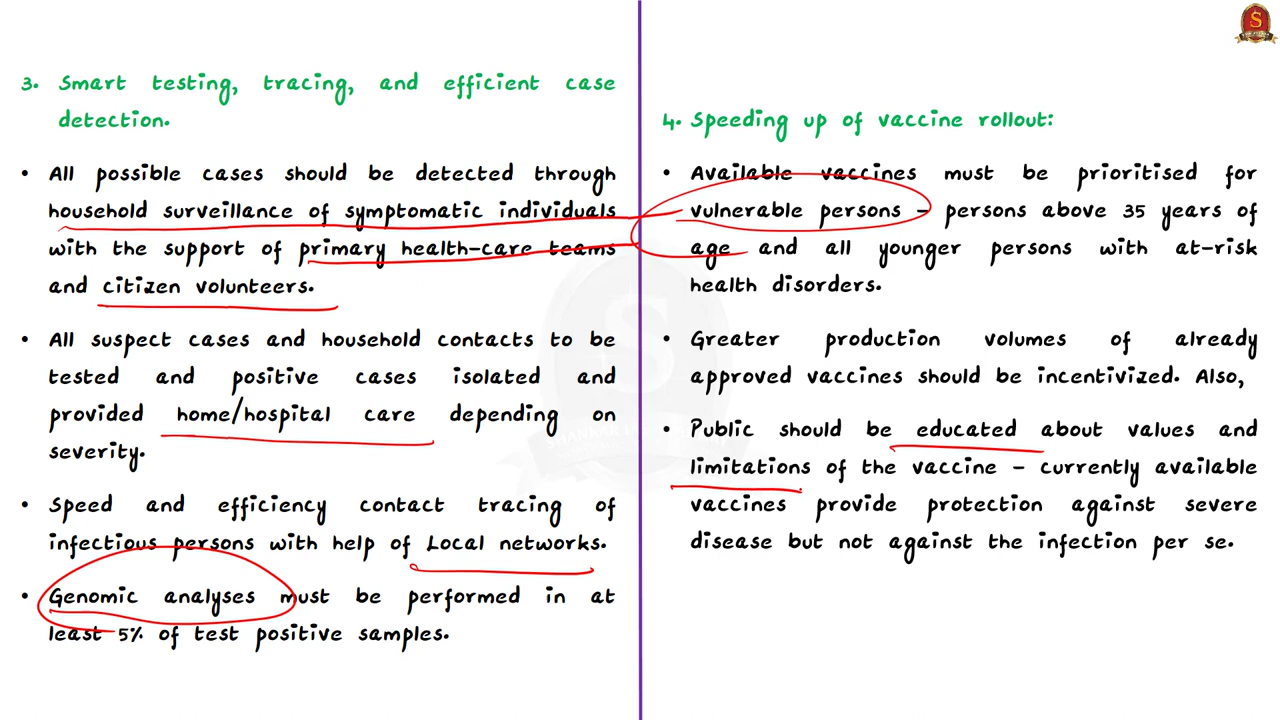 3. Smart testing, tracing, and efficient case
detection.
• All possible cases should be detected through
household surveillance of symptomatic individuals
with the support of primary health-care teams
and citizen volunteers.
• All suspect cases and household contacts to be
tested and positive cases isolated and
provided home/hospital care depending on
severity.
• Speed and efficiency contact tracing of
infectious persons with help of Local networks.
• Genomic analyses must be performed in at
least 5% of test positive samples.
4. Speeding up of vaccine rollout:
• Available vaccines must be prioritised for
vulnerable persons - persons above 35 years of
age and all younger persons with at-risk
health disorders.
• Greater production volumes of already
approved vaccines should be incentivized. Also,
• Public should be educated about values and
limitations of the vaccine - currently available
vaccines provide protection against severe
disease but not against the infection per se.
S